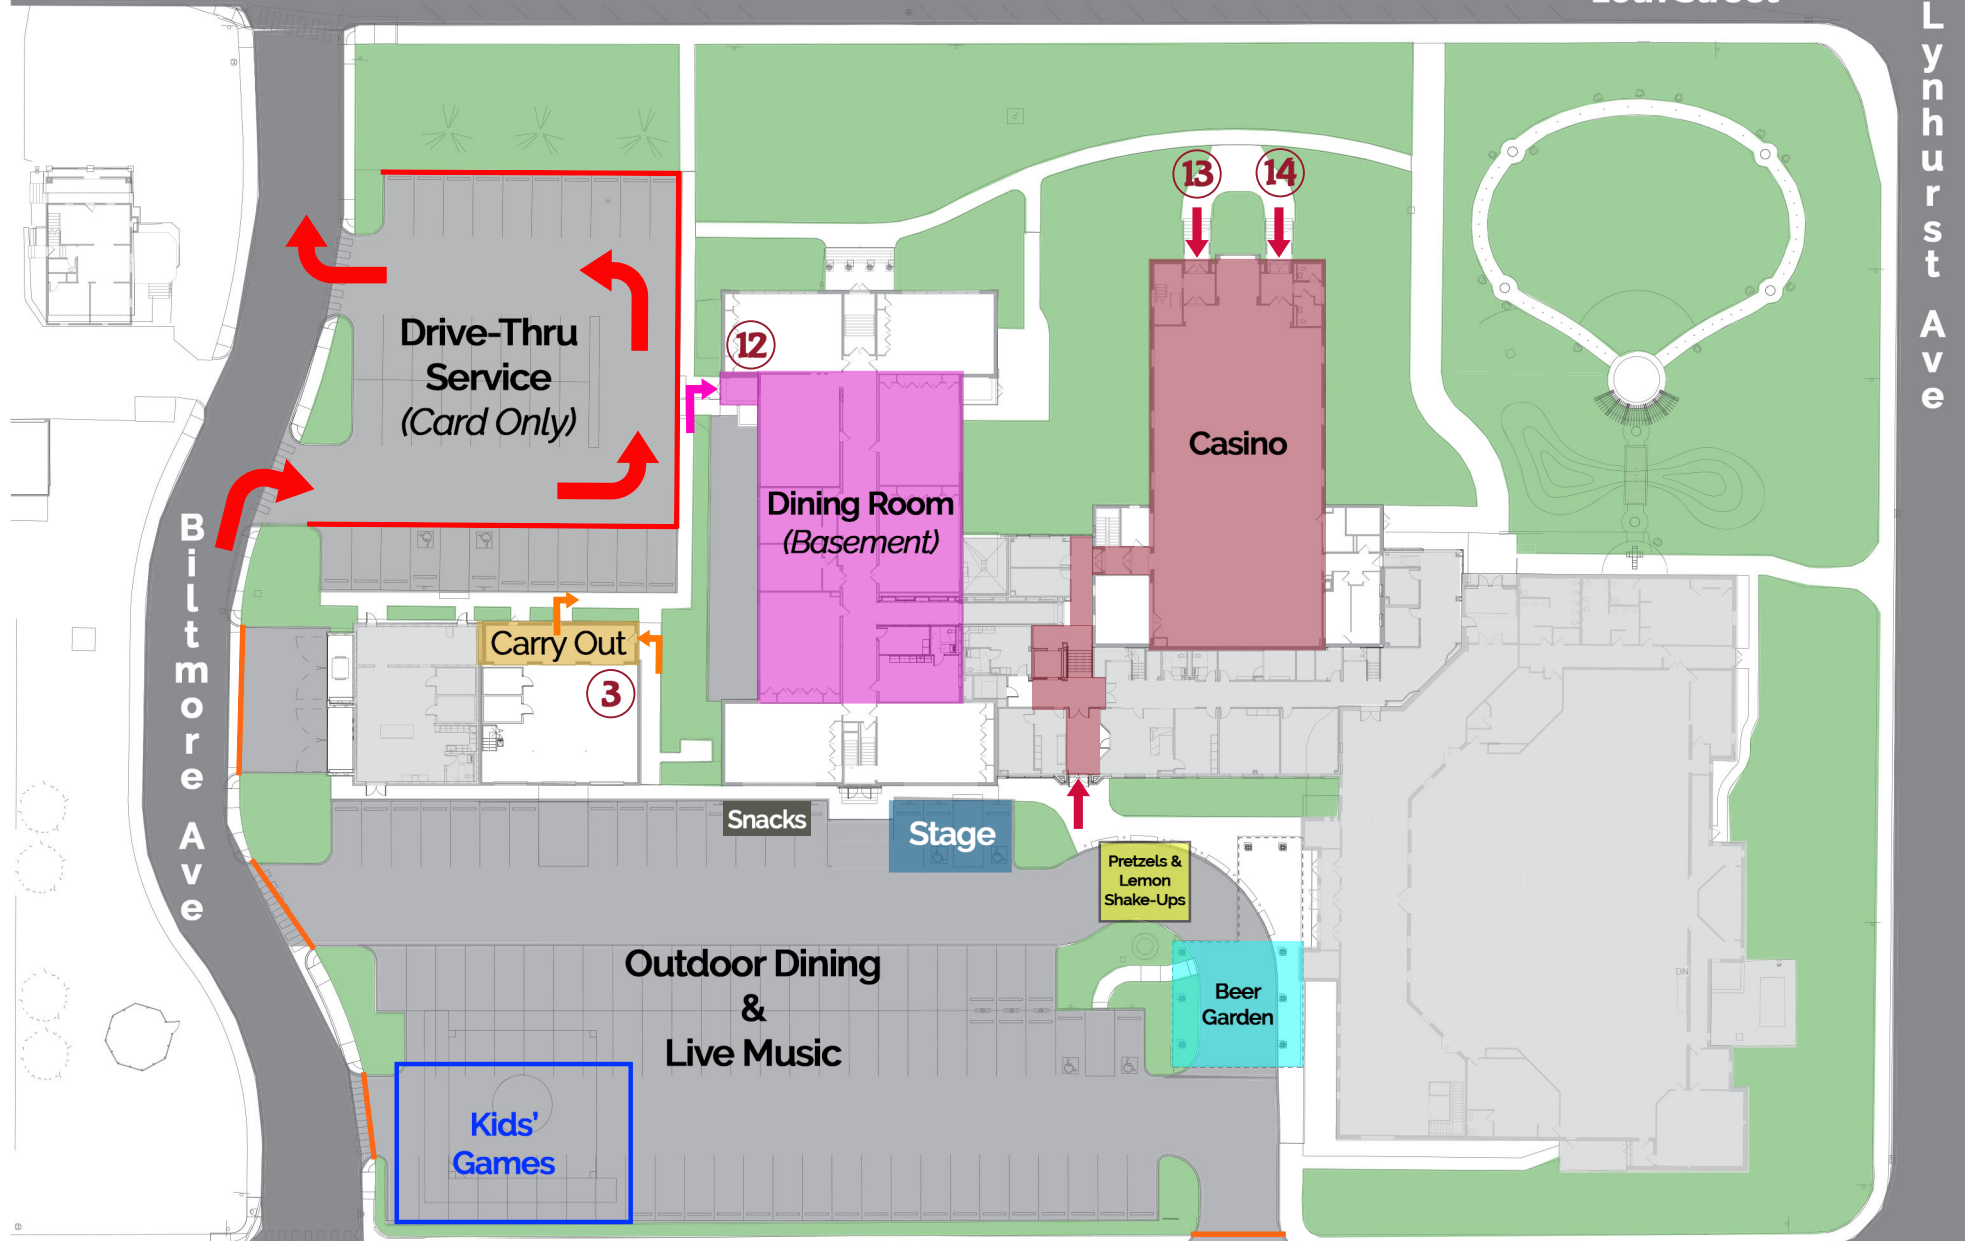 Lynhurst Ave
13
14
Drive-Thru
Service
(Card Only)
12
Casino
Dining Room
(Basement)
Biltmore Ave
Carry Out
3
Snacks
Stage
Pretzels &
Lemon
Shake-Ups
Outdoor Dining
&
Live Music
Beer
Garden
DN
Kids'
Games